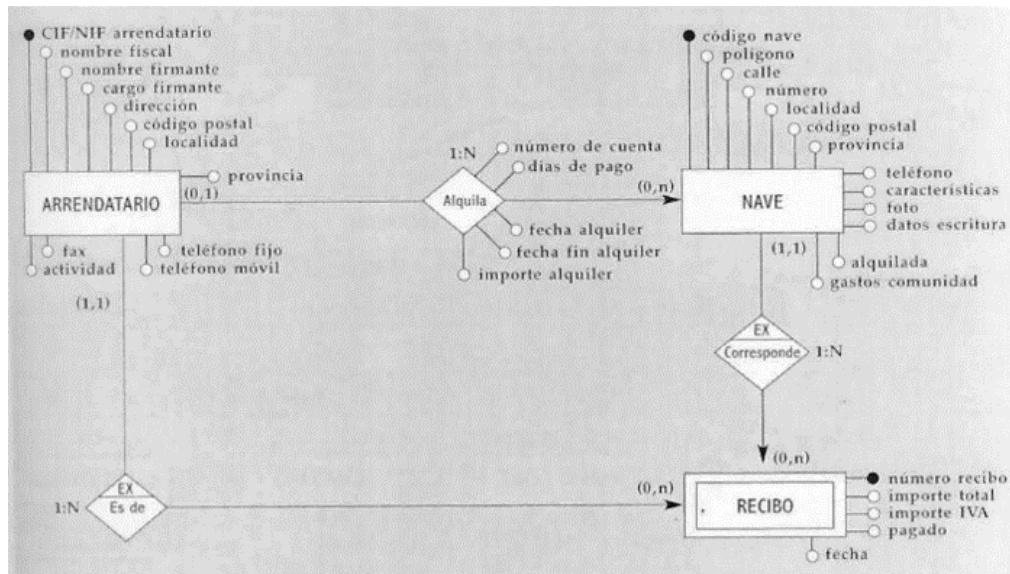 CIF/NIF arrendatario
nombre fiscal
nombre firmante
cargo firmante
dirección
código postal
localidad
provincia
(0,1)
ARRENDATARIO
fax
actividad
teléfono fijo
teléfono móvil
(1,1)
1:N
número de cuenta
dias de pago
Alquila
fecha alquiler
fecha fin alquiler
importe alquiler
(0,n)
código nave
polígono
calle
número
localidad
código postal
provincia
NAVE
teléfono
características
foto
datos escritura
alquilada
gastos comunidad
(1,1)
EX
Corresponde
1:N
(0,n)
1:N
EX
Es de
(0,n)
RECIBO
número recibo
importe total
importe IVA
pagado
fecha